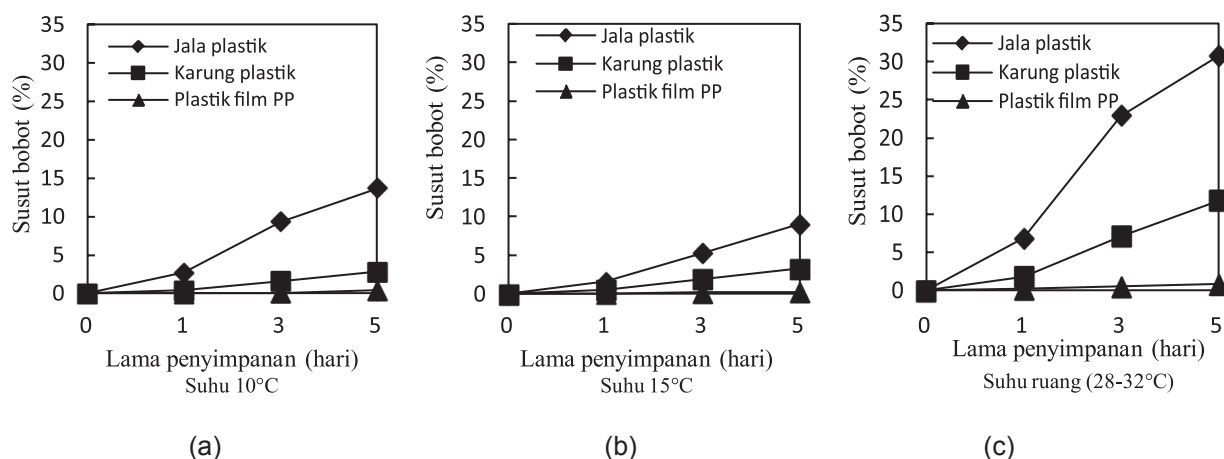 35
30
25
20
15
10
5
0
Susut bobot (%)
Jala plastik
Karung plastik
Plastik film PP
0 1 3 5
Lama penyimpanan (hari)
Suhu 10°C
(a)
35
30
25
20
15
10
5
0
Susut bobot (%)
Jala plastik
Karung plastik
Plastik film PP
0 1 3 5
Lama penyimpanan (hari)
Suhu 15°C
(b)
35
30
25
20
15
10
5
0
Susut bobot (%)
Jala plastik
Karung plastik
Plastik film PP
0 1 3 5
Lama penyimpanan (hari)
Suhu ruang (28-32°C)
(c)